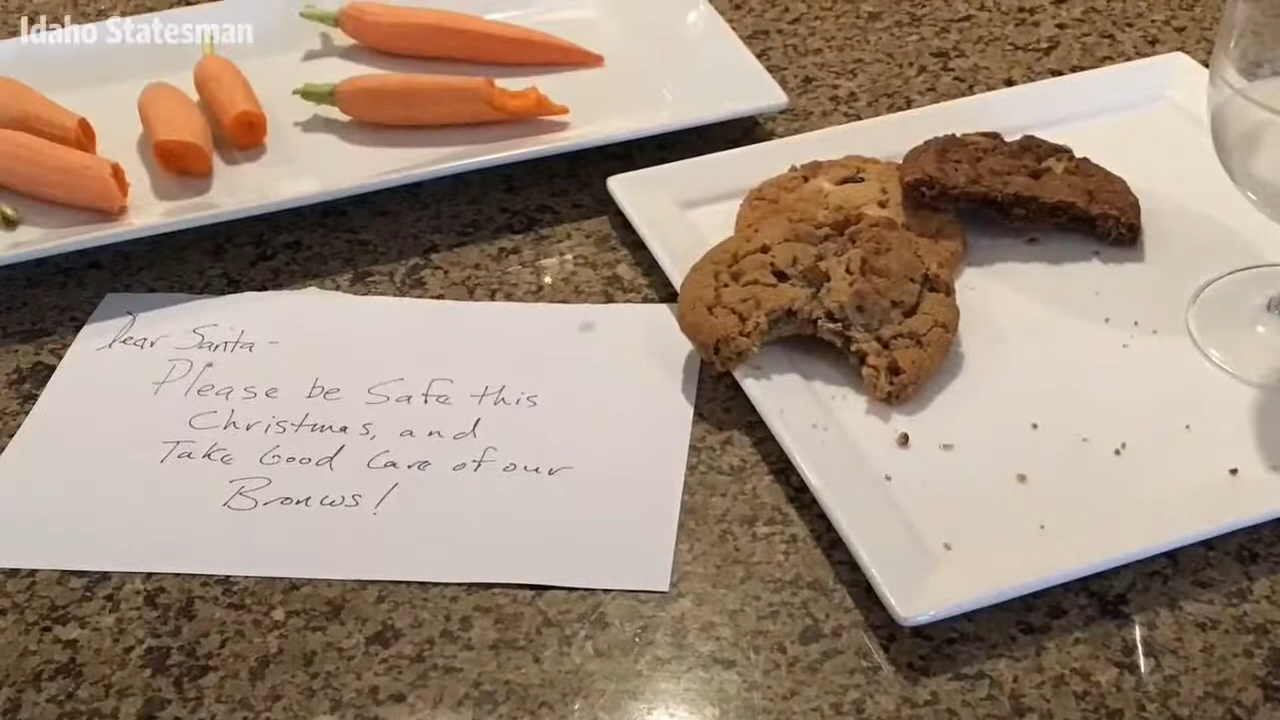 Idaho Statesman
Dear Santa-
Please be Safe this
Christmas, and
Take Good Care of our
Broncos!